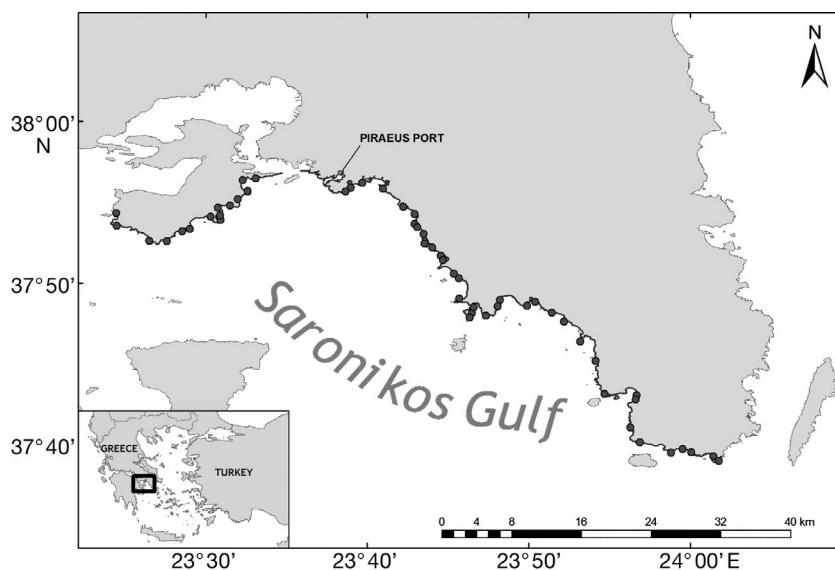 N
38°00'
N
PIRAEUS PORT
37°50'
Saronikos Gulf
37°40'
GREECE
TURKEY
0 4 8 16 24 32 40 km
23°30'
23°40'
23°50'
24°00'E